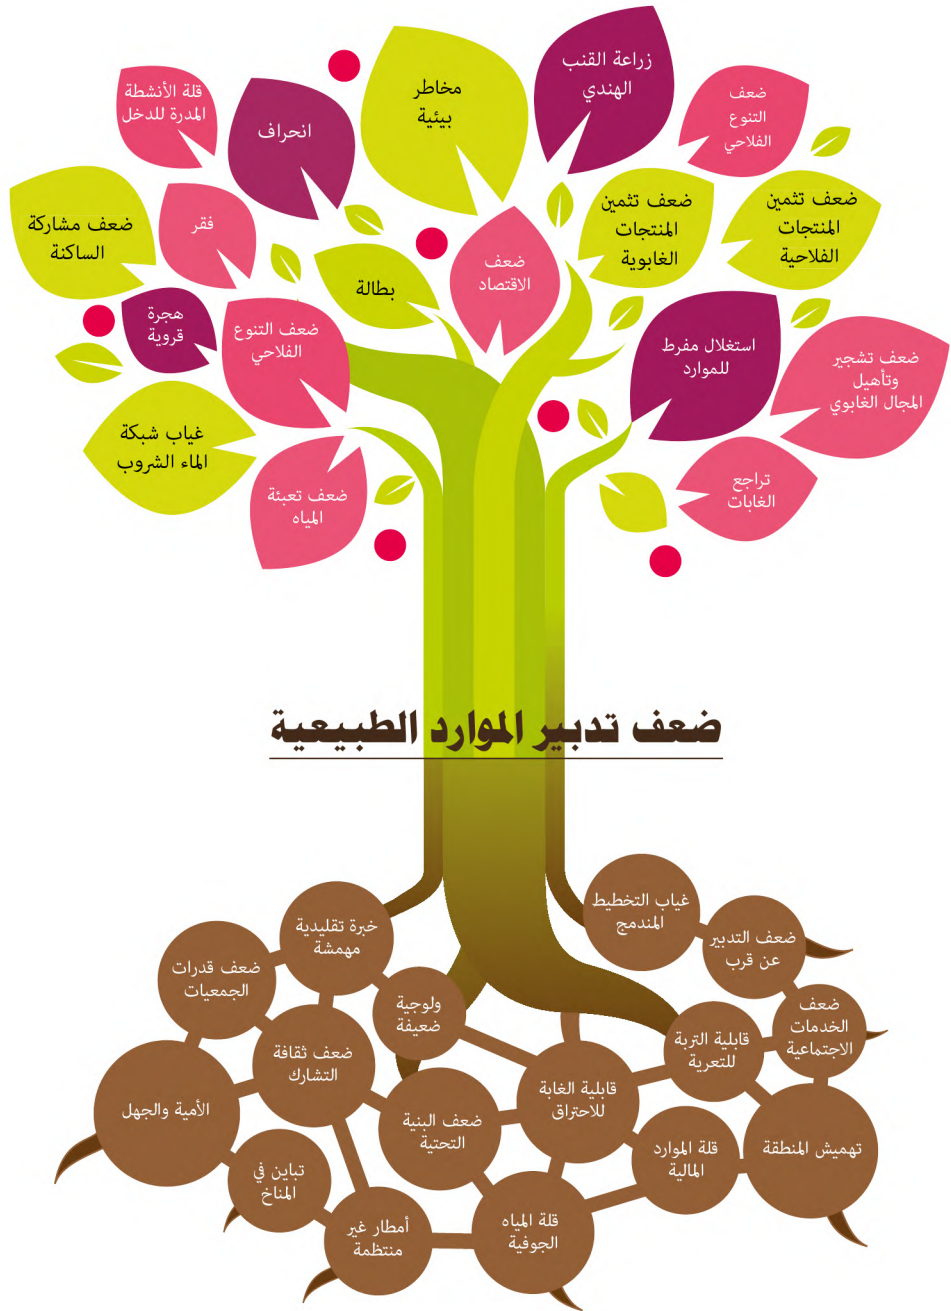 زراعة القنب
الهندي
مخاطر
بيئية
ضعف
التنوع
الفلاحي
قلة الأنشطة
المدرة للدخل
انحراف
ضعف تثمين
المنتجات
الفلاحية
ضعف تثمين
المنتجات
الغابوية
فقر
ضعف مشاركة
الساكنة
ضعف
الاقتصاد
بطالة
هجرة
قروية
ضعف التنوع
الفلاحي
استغلال مفرط
للموارد
ضعف تشجير
وتأهيل
المجال الغابوي
غياب شبكة
الماء الشروب
ضعف تعبئة
المياه
تراجع
الغابات
ضعف تدبير الموارد الطبيعية
غياب التخطيط
المندمج
خبرة تقليدية
مهمشة
ضعف التدبير
عن قرب
ضعف قدرات
الجمعيات
ولوجية
ضعيفة
ضعف
الخدمات
الاجتماعية
قابلية التربة
للتعرية
ضعف ثقافة
التشارك
قابلية الغابة
للاحتراق
الأمية والجهل
ضعف البنية
التحتية
تهميش المنطقة
قلة الموارد
المالية
تباين في
المناخ
قلة المياه
الجوفية
أمطار غير
منتظمة